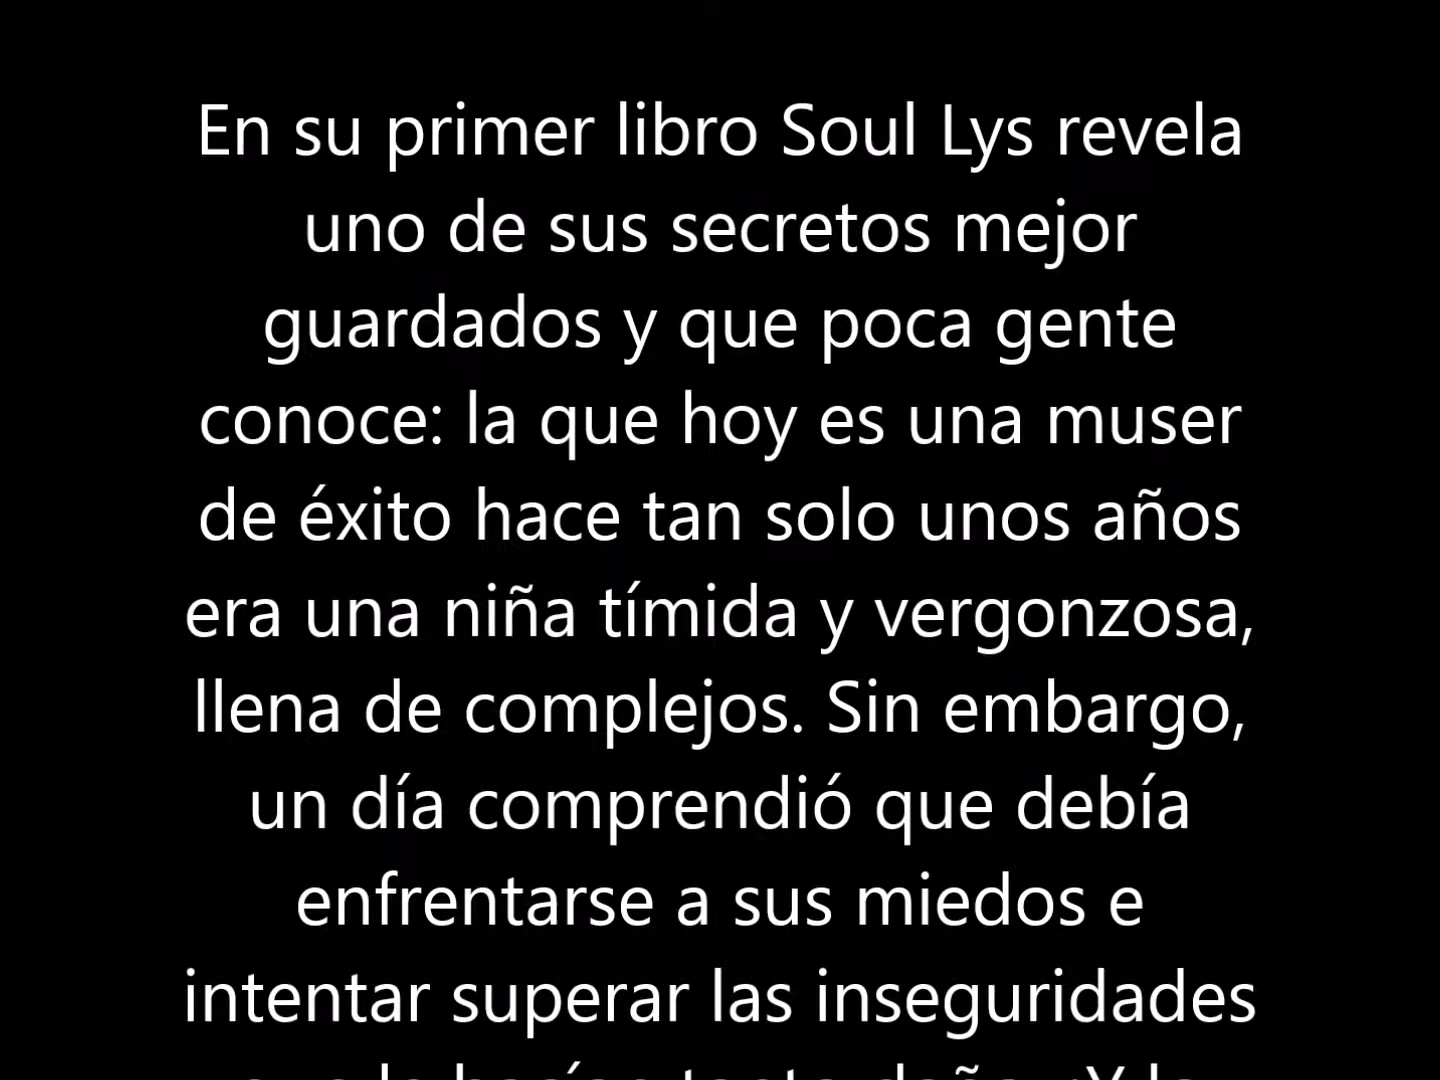 En su primer libro Soul Lys revela
uno de sus secretos mejor
guardados y que poca gente
conoce: la que hoy es una muser
de éxito hace tan solo unos años
era una niña tímida y vergonzosa,
llena de complejos. Sin embargo,
un día comprendió que debía
enfrentarse a sus miedos e
intentar superar las inseguridades